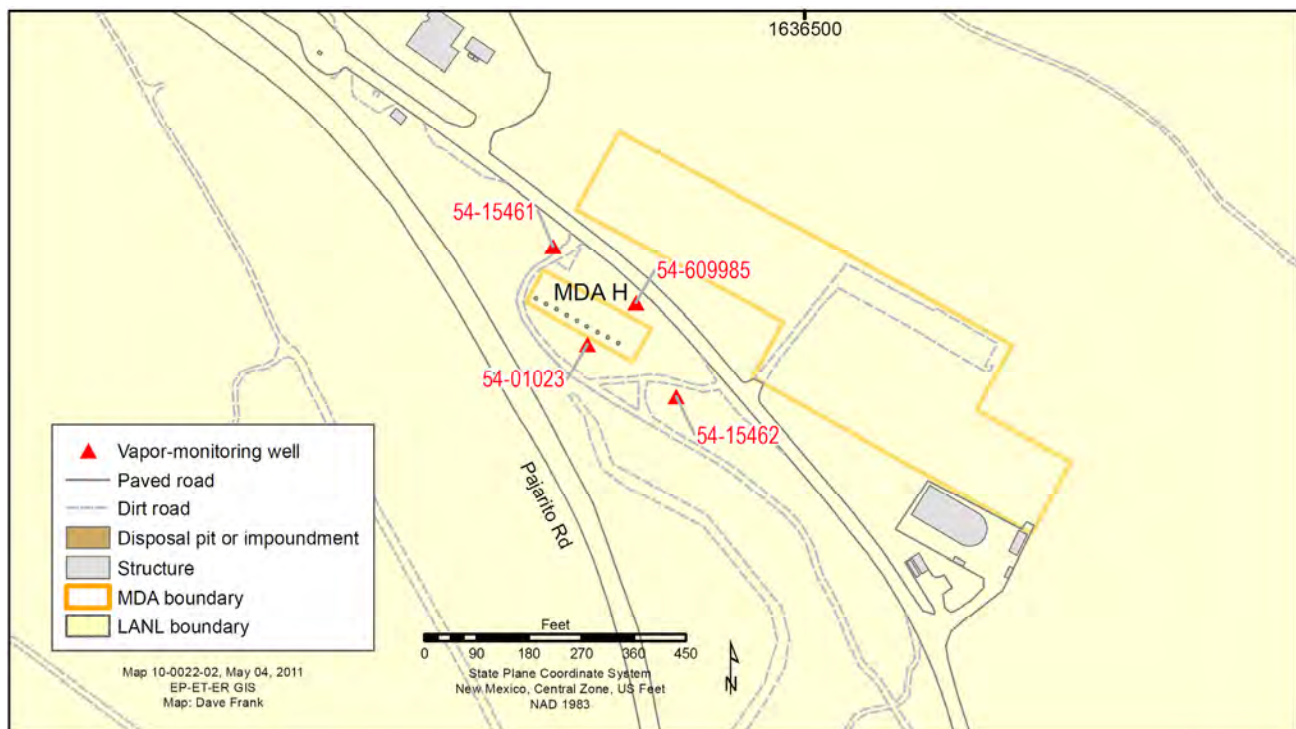 1636500
54-15461
54-609985
MDA H
54-01023
54-15462
Pajarito Rd
Vapor-monitoring well
Paved road
Dirt road
Disposal pit or impoundment
Structure
MDA boundary
LANL boundary
Feet
0 90 180 270 360 450
Map 10-0022-02, May 04, 2011
EP-ET-ER GIS
Map: Dave Frank
State Plane Coordinate System
New Mexico, Central Zone, US Feet
NAD 1983
N